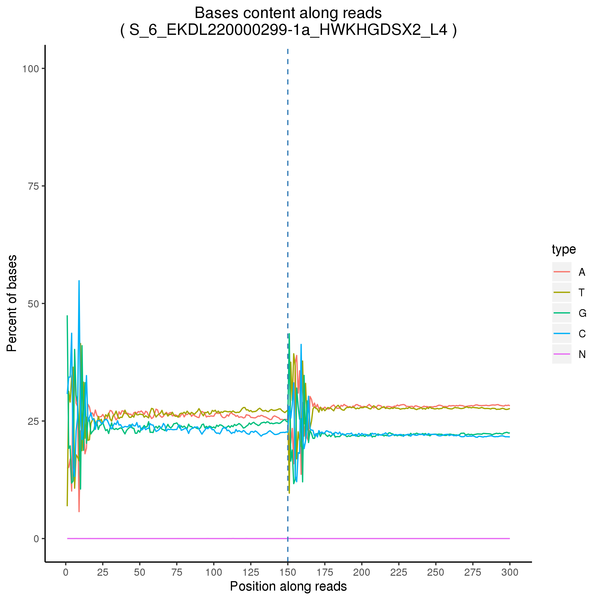 Bases content along reads
( S_6_EKDL220000299-1a_HWKHGDSX2_L4 )
100
75
50
25
0
Percent of bases
0 25 50 75 100 125 150 175 200 225 250 275 300
Position along reads
type
A
T
G
C
N